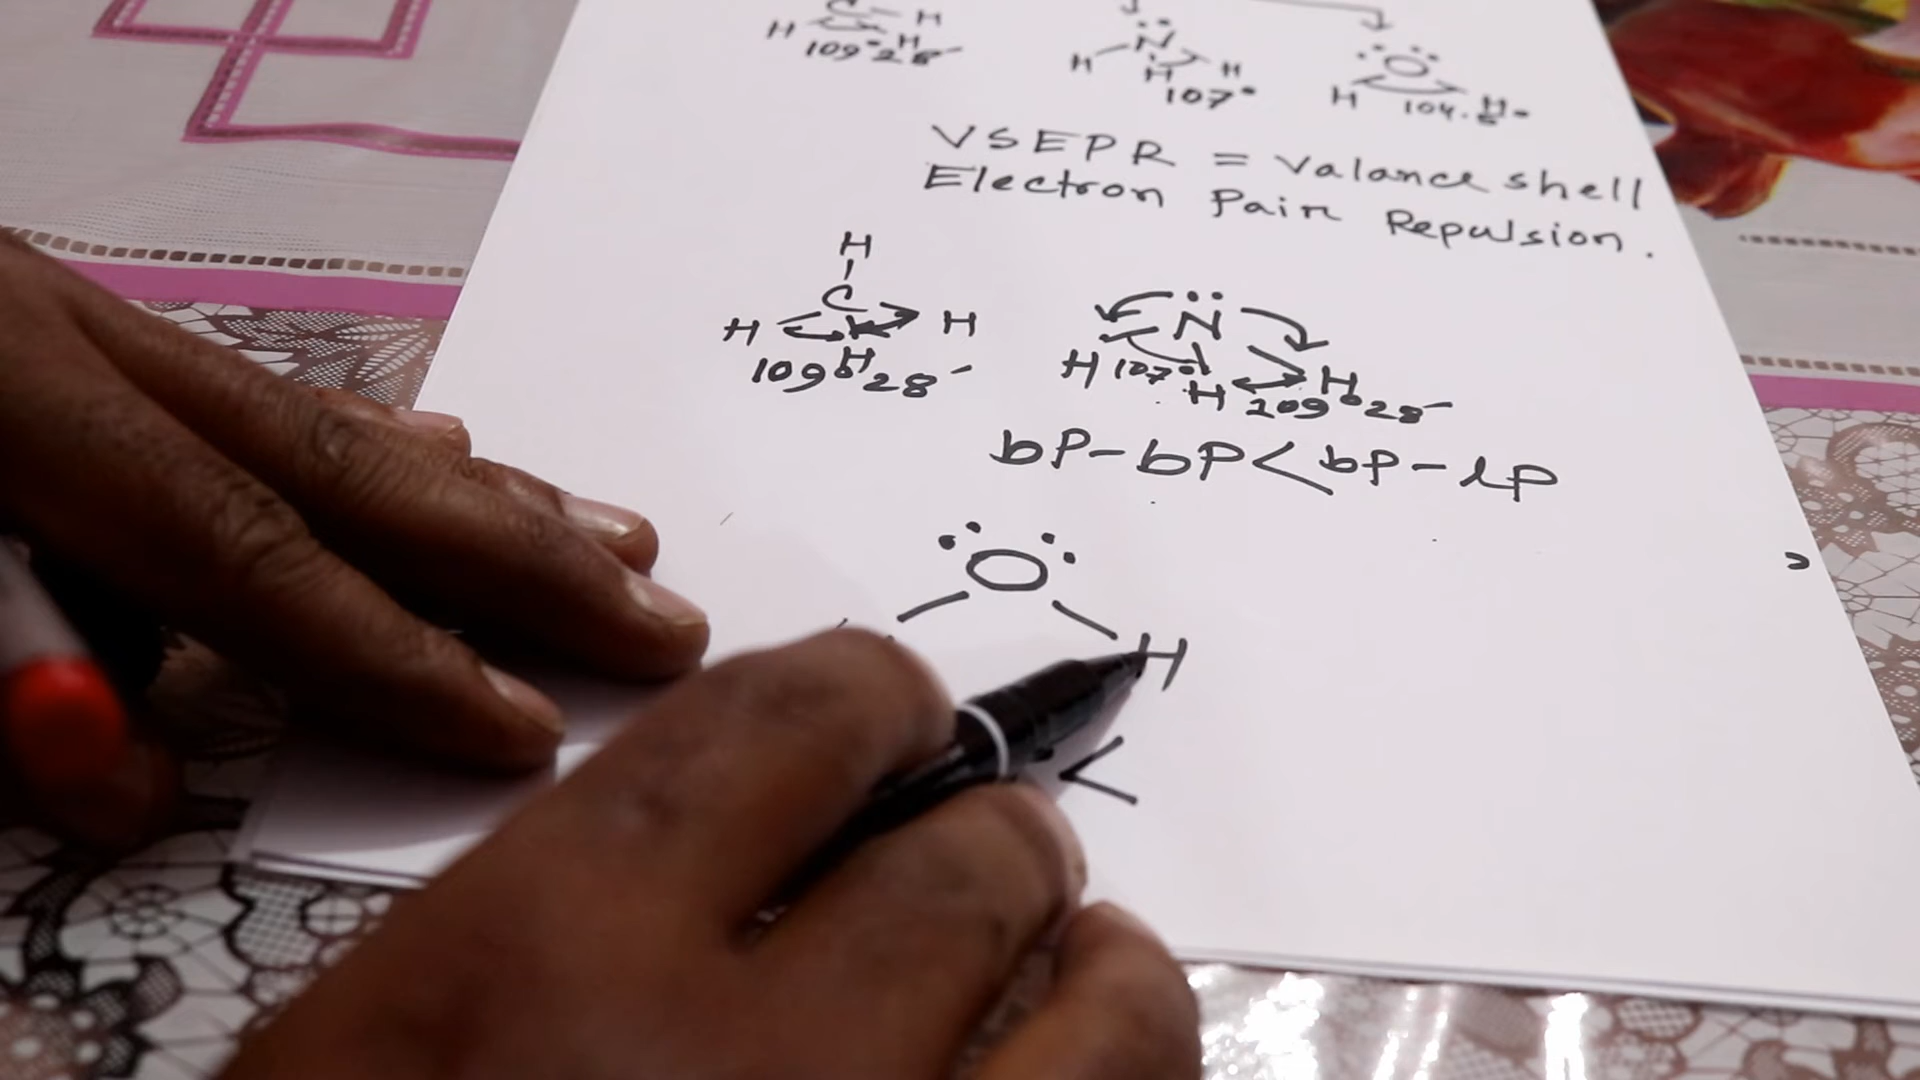 C H
H H
109°28'
N
H H H
107°
O
H H
104.5°
VSEPR = Valance shell
Electron Pair Repulsion.
H
C
H H
H
109°28'
N
H 107° H H
109°28'
bP-bP<bP-lP
O
H
<